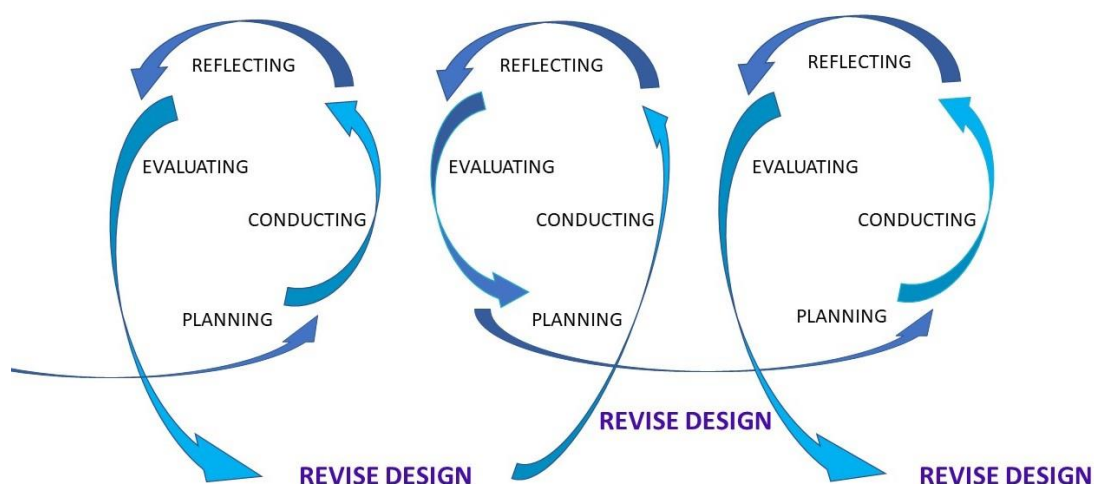 REFLECTING
EVALUATING
CONDUCTING
PLANNING
REVISE DESIGN
REFLECTING
EVALUATING
CONDUCTING
PLANNING
REVISE DESIGN
REFLECTING
EVALUATING
CONDUCTING
PLANNING
REVISE DESIGN